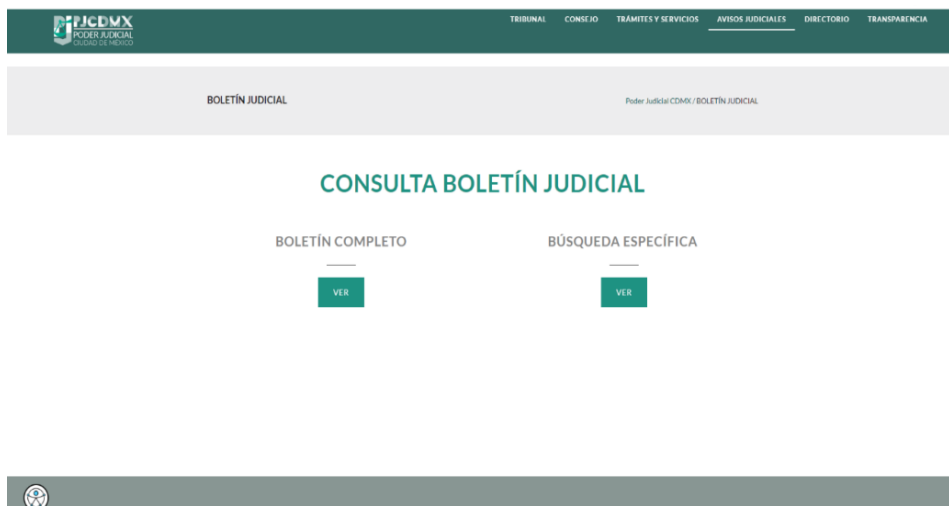 PJCDMX
PODER JUDICIAL
CIUDAD DE MÉXICO
TRIBUNAL CONSEJO TRÁMITES Y SERVICIOS AVISOS JUDICIALES DIRECTORIO TRANSPARENCIA
BOLETÍN JUDICIAL
Poder Judicial CDMX / BOLETÍN JUDICIAL
CONSULTA BOLETÍN JUDICIAL
BOLETÍN COMPLETO
VER
BÚSQUEDA ESPECÍFICA
VER